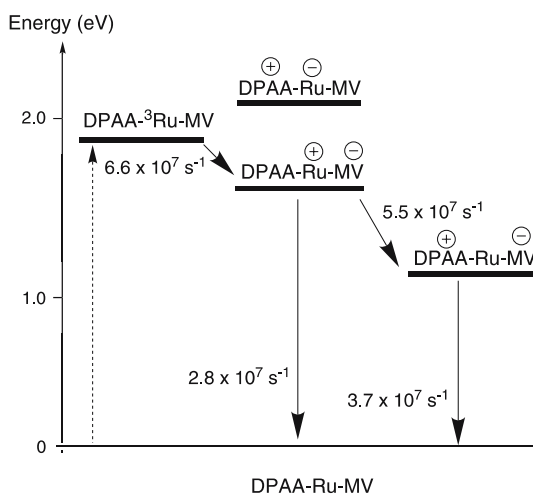 Energy (eV)
⊕ ⊖
DPAA-Ru-MV
2.0
DPAA-³Ru-MV
6.6 x 10⁷ s⁻¹
⊕ ⊖
DPAA-Ru-MV
5.5 x 10⁷ s⁻¹
⊕ ⊖
DPAA-Ru-MV
1.0
2.8 x 10⁷ s⁻¹
3.7 x 10⁷ s⁻¹
0
DPAA-Ru-MV